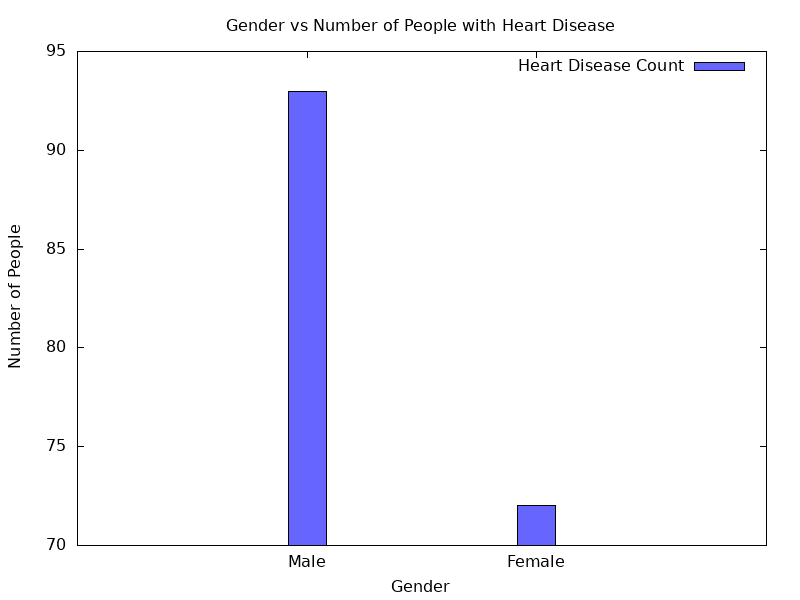 Gender vs Number of People with Heart Disease
Heart Disease Count
Number of People
95
90
85
80
75
70
Male Female
Gender